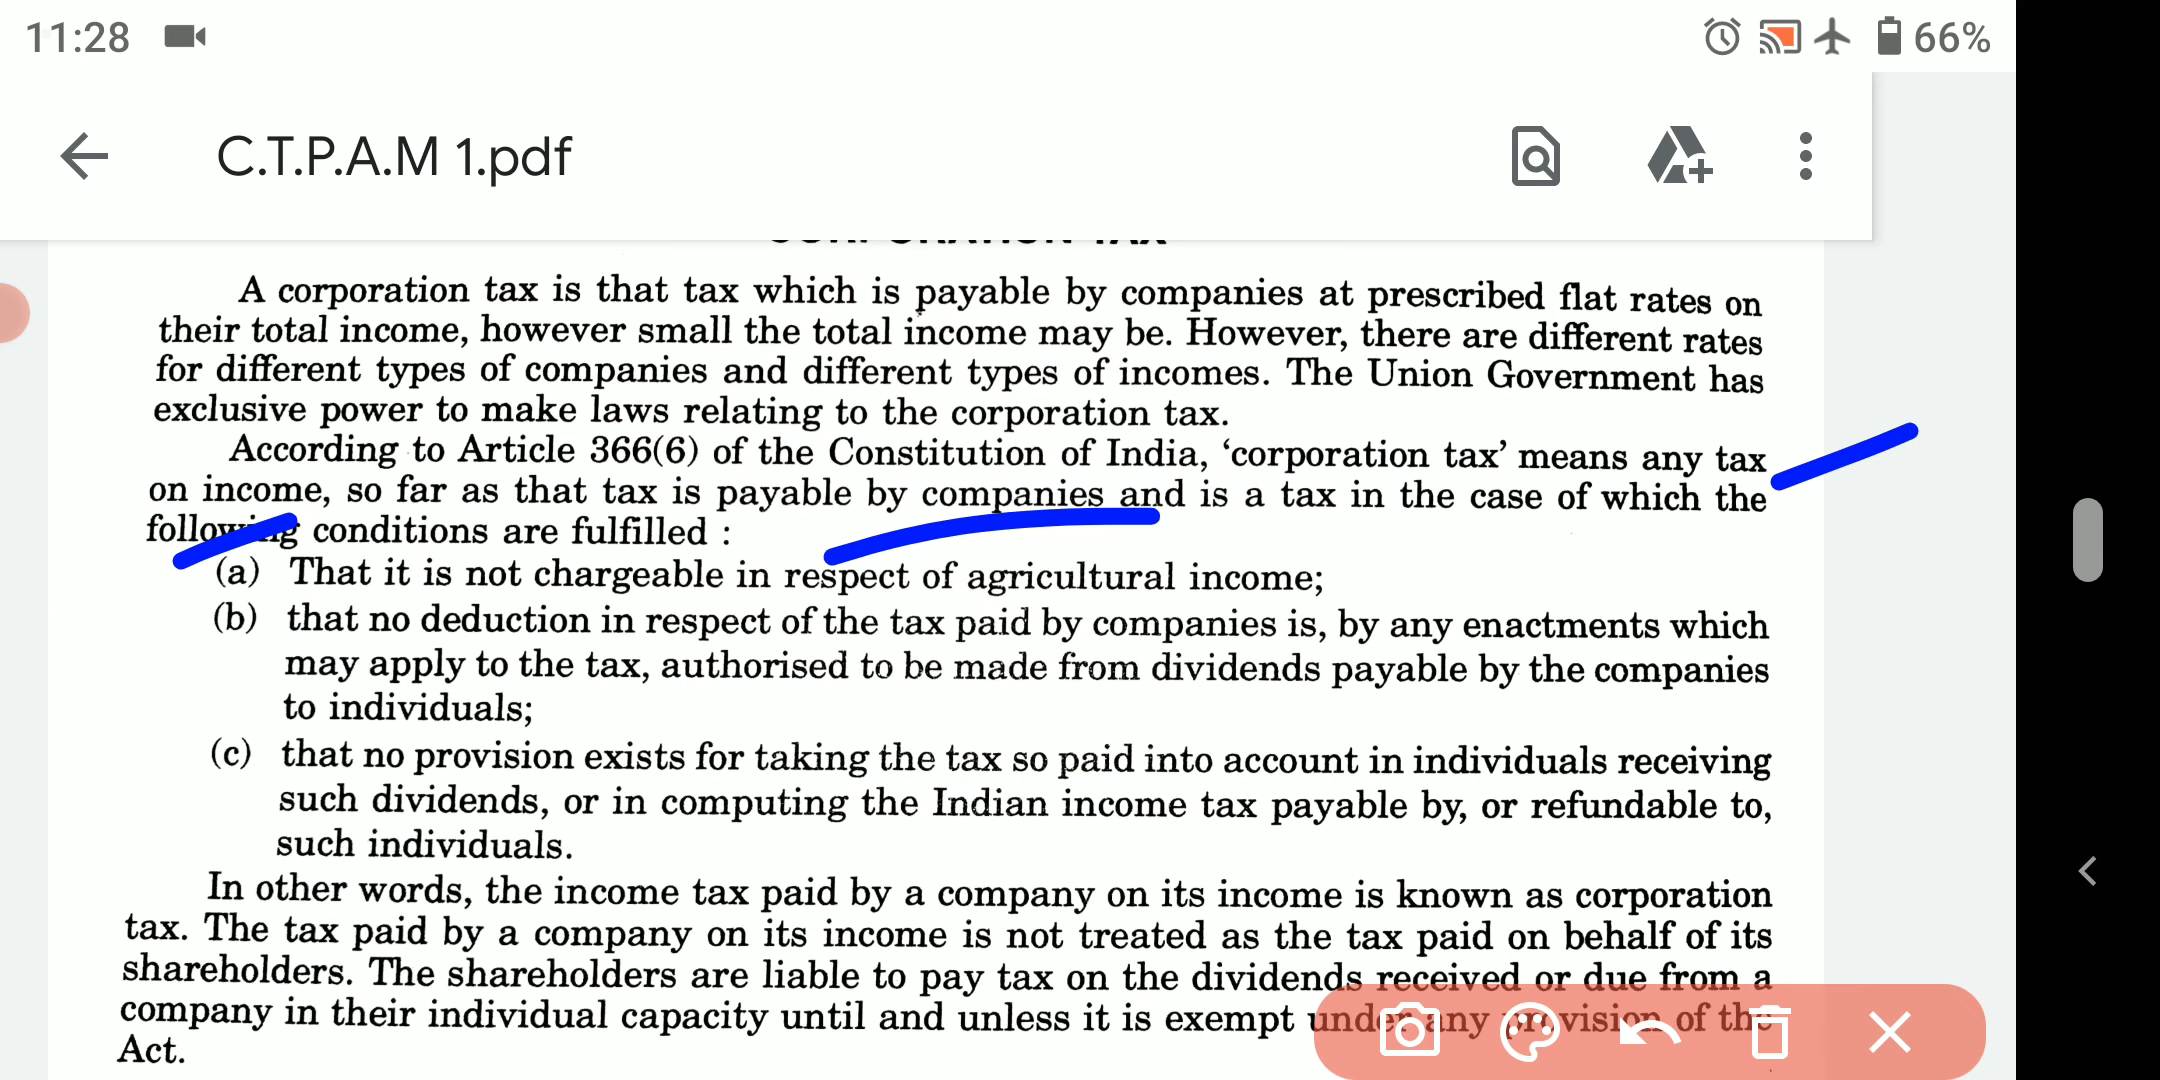 11:28
66%
C.T.P.A.M 1.pdf
CORPORATION TAX
A corporation tax is that tax which is payable by companies at prescribed flat rates on
their total income, however small the total income may be. However, there are different rates
for different types of companies and different types of incomes. The Union Government has
exclusive power to make laws relating to the corporation tax.
According to Article 366(6) of the Constitution of India, ‘corporation tax’ means any tax
on income, so far as that tax is payable by companies and is a tax in the case of which the
following conditions are fulfilled :
(a) That it is not chargeable in respect of agricultural income;
(b) that no deduction in respect of the tax paid by companies is, by any enactments which
may apply to the tax, authorised to be made from dividends payable by the companies
to individuals;
(c) that no provision exists for taking the tax so paid into account in individuals receiving
such dividends, or in computing the Indian income tax payable by, or refundable to,
such individuals.
In other words, the income tax paid by a company on its income is known as corporation
tax. The tax paid by a company on its income is not treated as the tax paid on behalf of its
shareholders. The shareholders are liable to pay tax on the dividends received or due from a
company in their individual capacity until and unless it is exempt under any provision of the
Act.